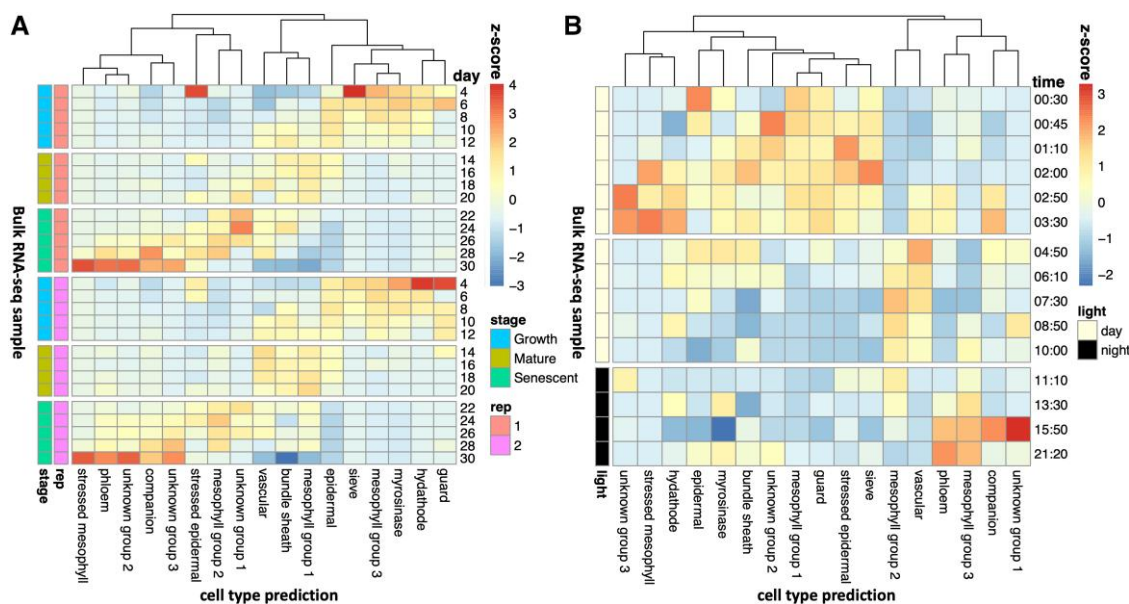 A
z-score
day
4
6
8
10
12
14
16
18
20
22
24
26
28
30
4
6
8
10
12
14
16
18
20
22
24
26
28
30
Bulk RNA-seq sample
stage
rep
stressed mesophyll
phloem
unknown group 2
companion
unknown group 3
stressed epidermal
mesophyll group 2
unknown group 1
vascular
bundle sheath
mesophyll group 1
epidermal
sieve
mesophyll group 3
myrosinase
hydathode
guard
cell type prediction
4
3
2
1
0
−1
−2
−3
stage
Growth
Mature
Senescent
rep
1
2
B
z-score
time
00:30
00:45
01:10
02:00
02:50
03:30
04:50
06:10
07:30
08:50
10:00
11:10
13:30
15:50
21:20
Bulk RNA-seq sample
light
unknown group 3
stressed mesophyll
hydathode
epidermal
myrosinase
bundle sheath
unknown group 2
mesophyll group 1
guard
stressed epidermal
sieve
mesophyll group 2
vascular
phloem
mesophyll group 3
companion
unknown group 1
cell type prediction
3
2
1
0
−1
−2
light
day
night